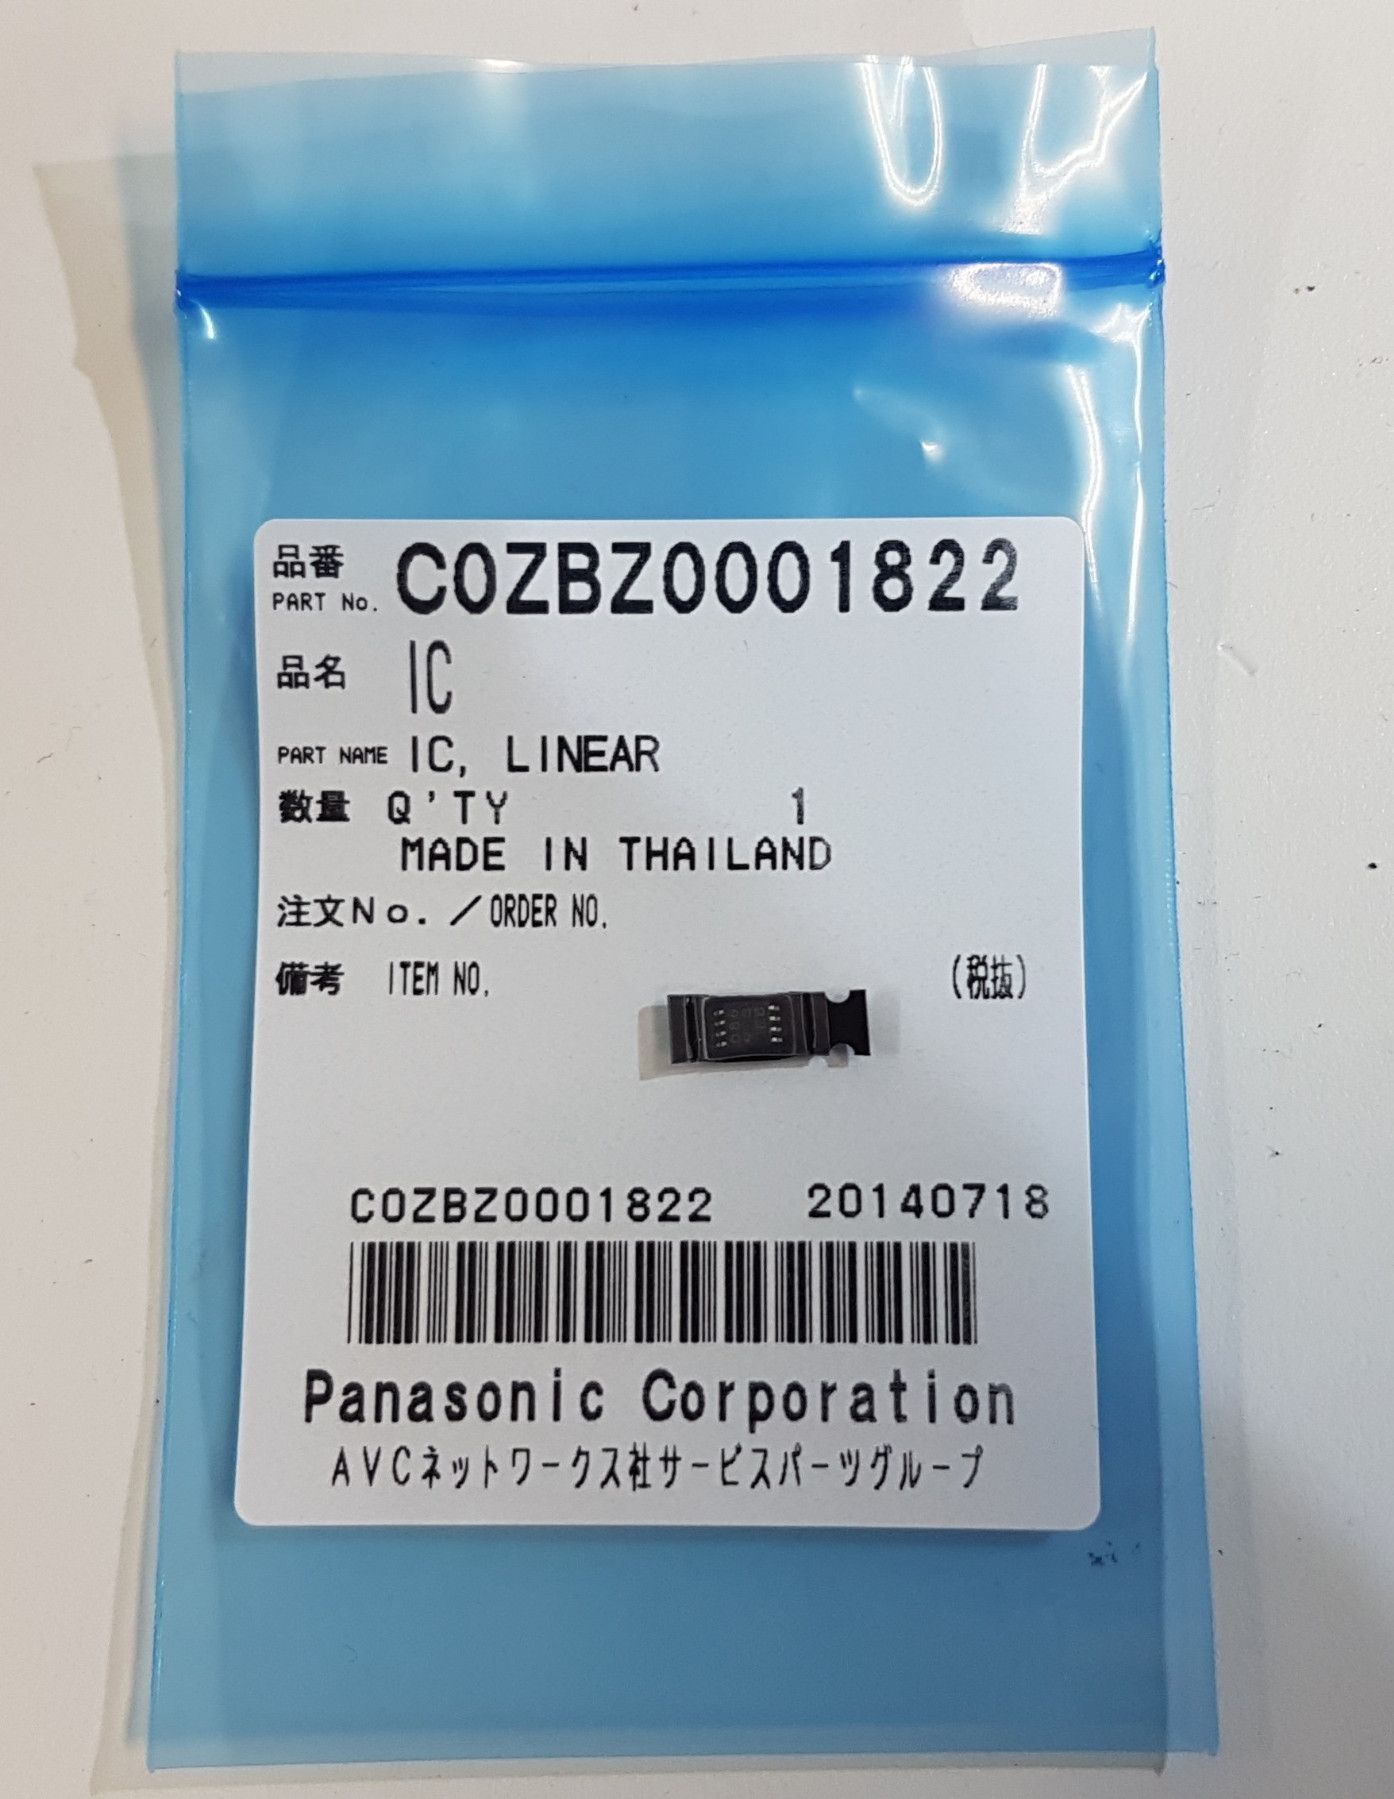 品番 PART No. C0ZBZ0001822
品名 IC
PART NAME IC, LINEAR
数量 Q'TY 1
MADE IN THAILAND
注文No.／ORDER NO.
備考 ITEM NO. (税抜)
C0ZBZ0001822 20140718
Panasonic Corporation
AVCネットワークス社サービスパーツグループ